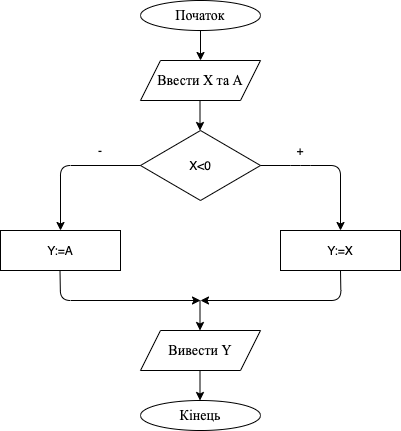 Початок
Ввести X та A
X<0
-
+
Y:=A
Y:=X
Вивести Y
Кінець